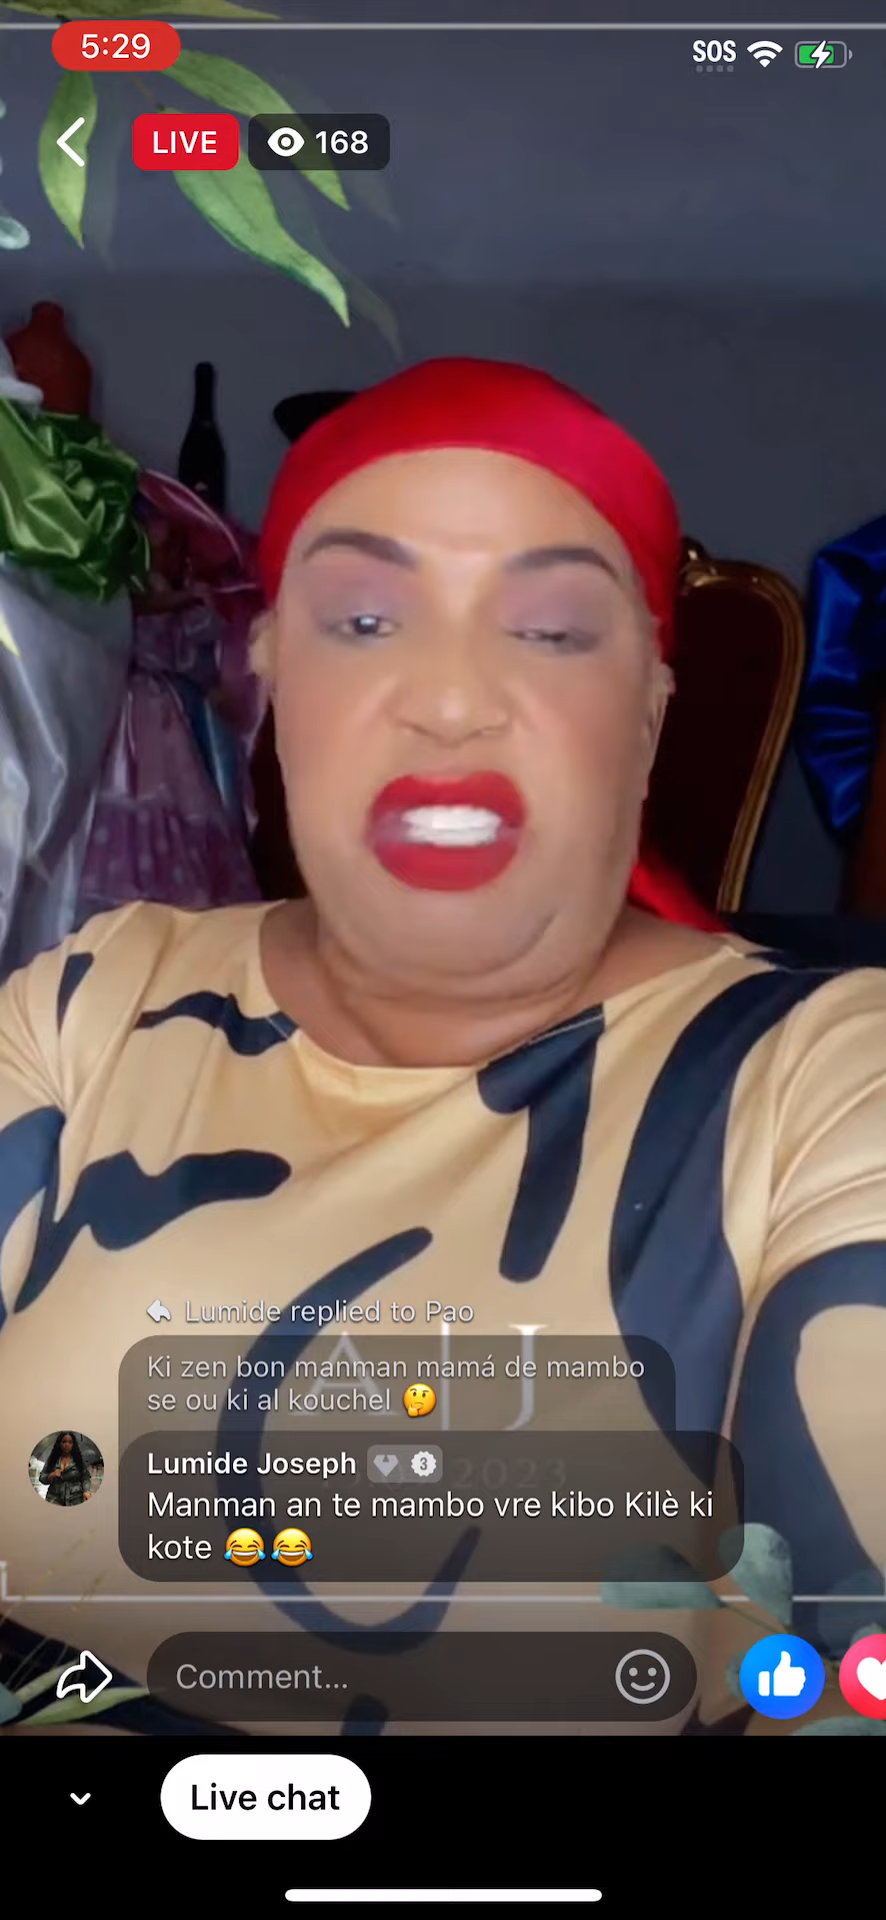 5:29
SOS
LIVE
168
Lumide replied to Pao
Ki zen bon manman mamá de mambo
se ou ki al kouchel 🤔
A|J
Lumide Joseph 3
2023
Manman an te mambo vre kibo Kilè ki
kote 😂😂
Comment...
Live chat